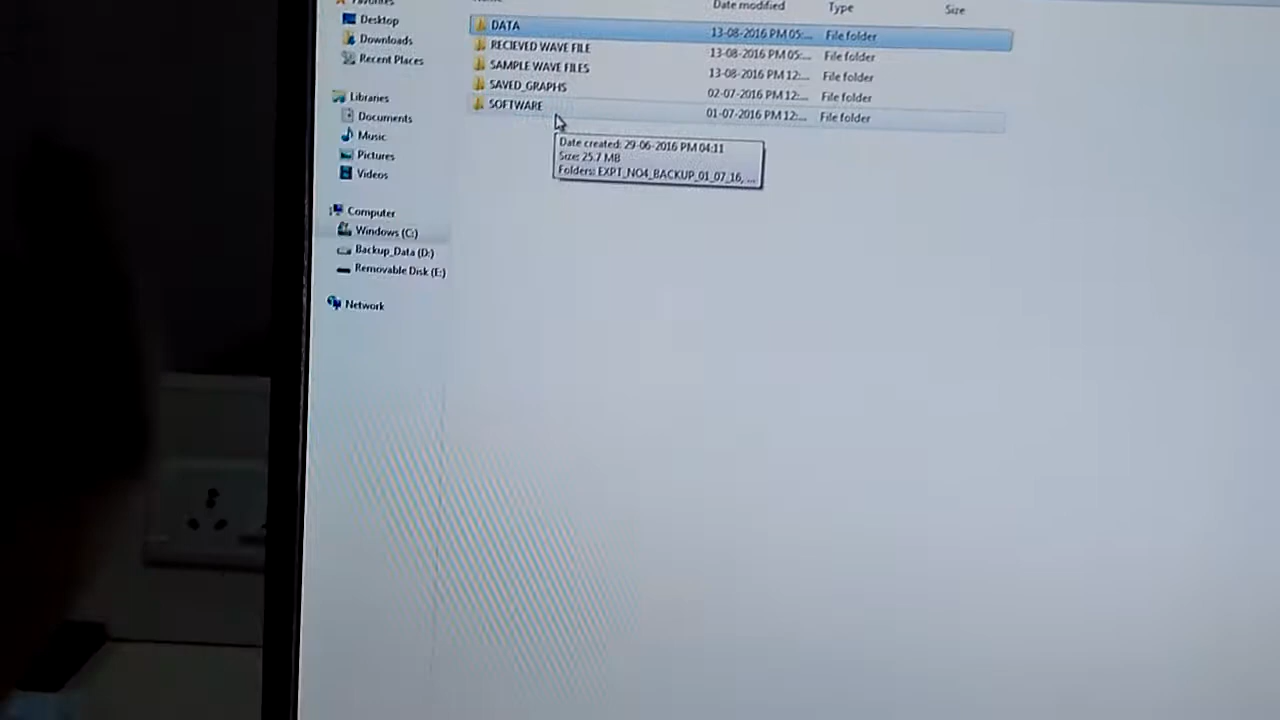 Favorites
Desktop
Downloads
Recent Places
Libraries
Documents
Music
Pictures
Videos
Computer
Windows (C:)
Backup_Data (D:)
Removable Disk (E:)
Network
Date modified Type Size
DATA 13-08-2016 PM 05:... File folder
RECIEVED WAVE FILE 13-08-2016 PM 05:... File folder
SAMPLE WAVE FILES 13-08-2016 PM 12:... File folder
SAVED_GRAPHS 02-07-2016 PM 12:... File folder
SOFTWARE 01-07-2016 PM 12:... File folder
Date created: 29-06-2016 PM 04:11
Size: 25.7 MB
Folders: EXPT_NO4_BACKUP_01_07_16, ...